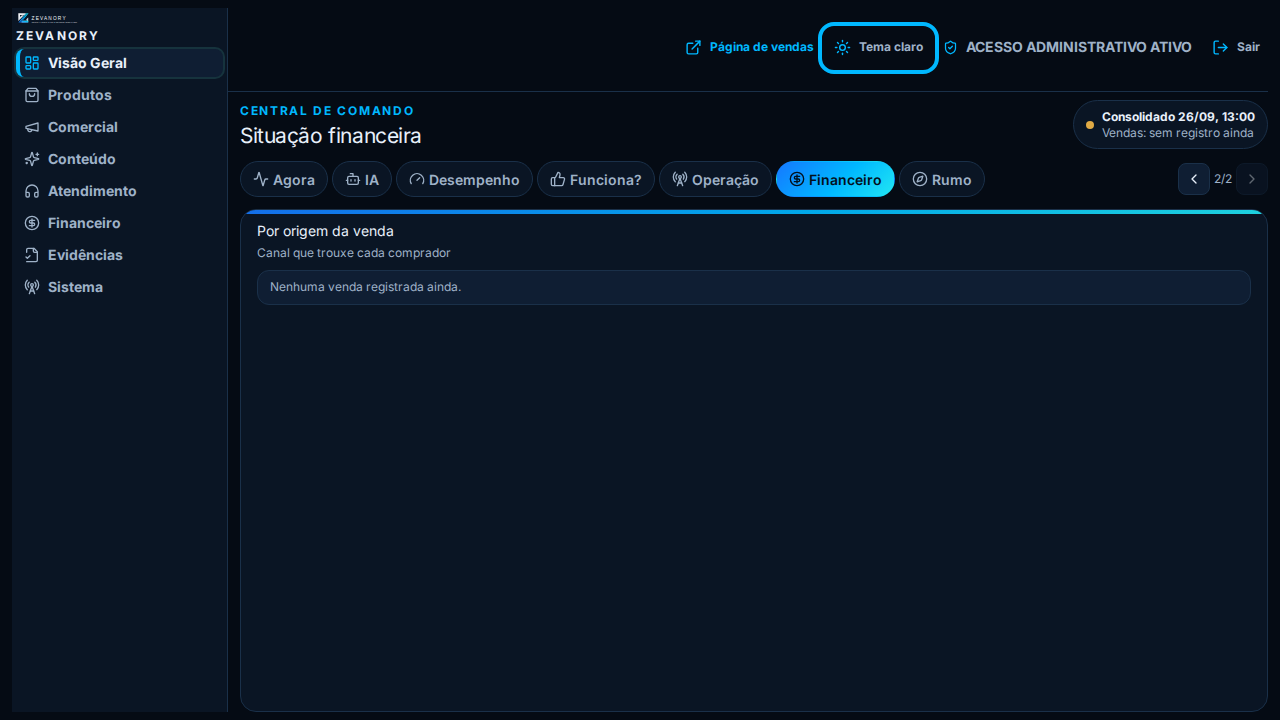 ZEVANORY
ZEVANORY
Visão Geral
Produtos
Comercial
Conteúdo
Atendimento
Financeiro
Evidências
Sistema
Página de vendas
Tema claro
ACESSO ADMINISTRATIVO ATIVO
Sair
CENTRAL DE COMANDO
Situação financeira
Consolidado 26/09, 13:00
Vendas: sem registro ainda
Agora
IA
Desempenho
Funciona?
Operação
Financeiro
Rumo
2/2
Por origem da venda
Canal que trouxe cada comprador
Nenhuma venda registrada ainda.